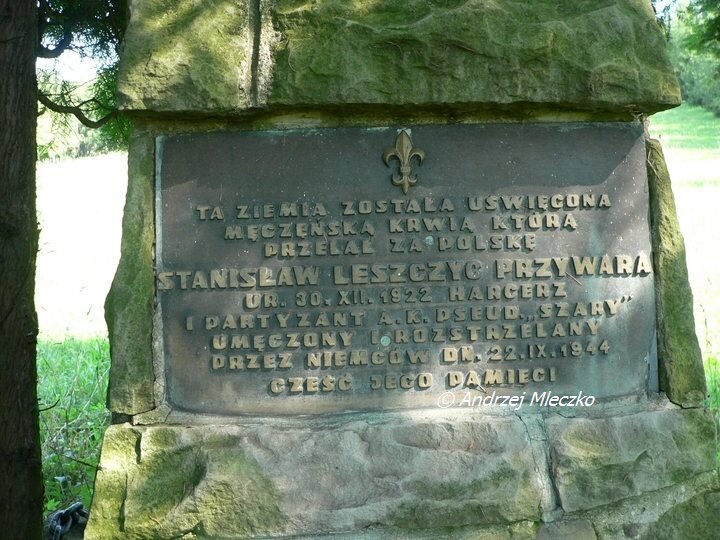 TA ZIEMIA ZOSTAŁA UŚWIĘCONA
MĘCZEŃSKĄ KRWIĄ KTÓRĄ
PRZELAŁ ZA POLSKĘ
STANISŁAW LESZCZYC PRZYWARA
UR. 30. XII. 1922 HARCERZ
I PARTYZANT A.K. PSEUD. „SZARY”
UMĘCZONY I ROZSTRZELANY
PRZEZ NIEMCÓW DN. 22. IX. 1944
CZEŚĆ JEGO PAMIĘCI
© Andrzej Mleczko